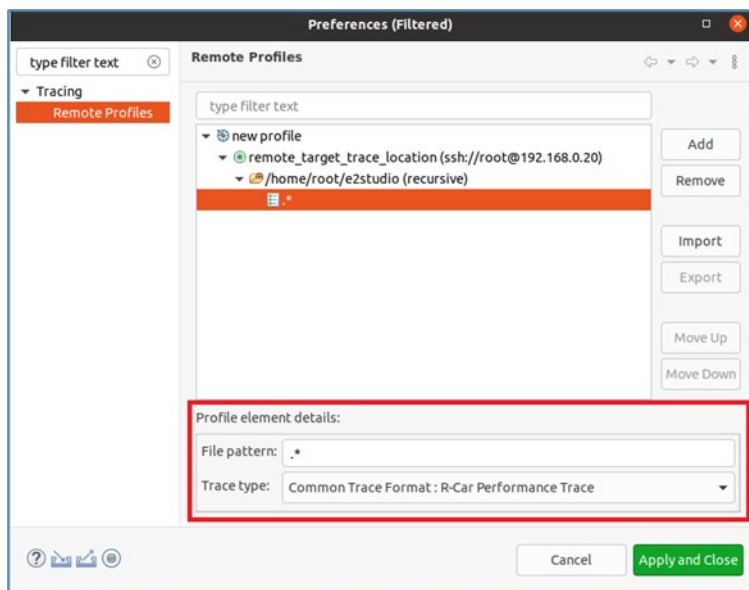 Preferences (Filtered)
type filter text
Tracing
Remote Profiles
Remote Profiles
type filter text
new profile
remote_target_trace_location (ssh://root@192.168.0.20)
/home/root/e2studio (recursive)
.*
Add
Remove
Import
Export
Move Up
Move Down
Profile element details:
File pattern: .*
Trace type: Common Trace Format : R-Car Performance Trace
Cancel
Apply and Close